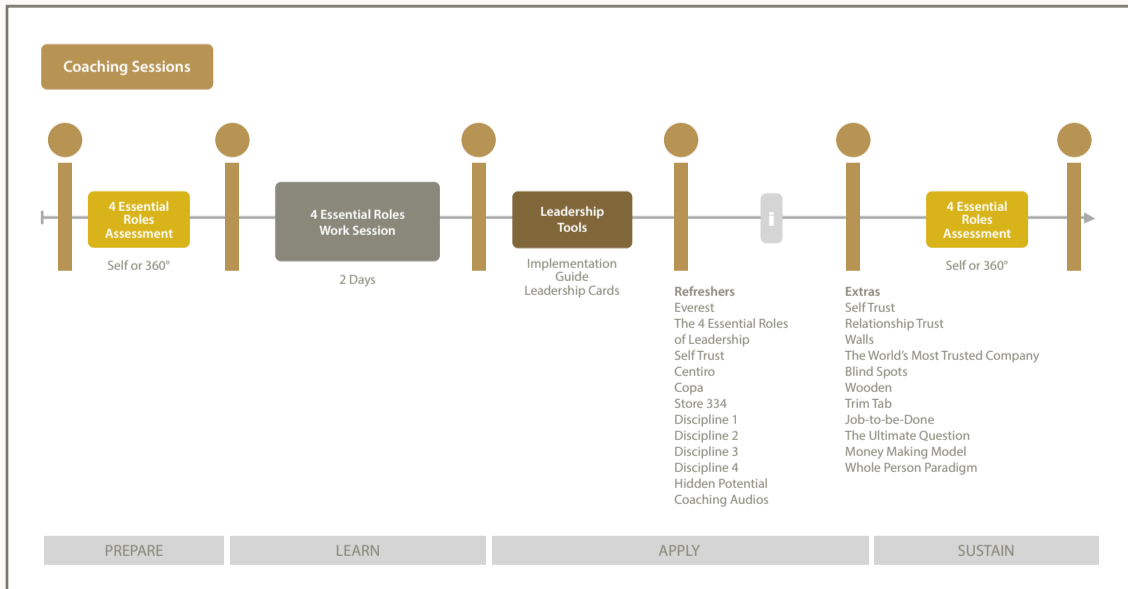 Coaching Sessions
4 Essential
Roles
Assessment
Self or 360°
4 Essential Roles
Work Session
2 Days
Leadership
Tools
Implementation
Guide
Leadership Cards
i
4 Essential
Roles
Assessment
Self or 360°
Refreshers
Everest
The 4 Essential Roles
of Leadership
Self Trust
Centiro
Copa
Store 334
Discipline 1
Discipline 2
Discipline 3
Discipline 4
Hidden Potential
Coaching Audios
Extras
Self Trust
Relationship Trust
Walls
The World’s Most Trusted Company
Blind Spots
Wooden
Trim Tab
Job-to-be-Done
The Ultimate Question
Money Making Model
Whole Person Paradigm
PREPARE
LEARN
APPLY
SUSTAIN